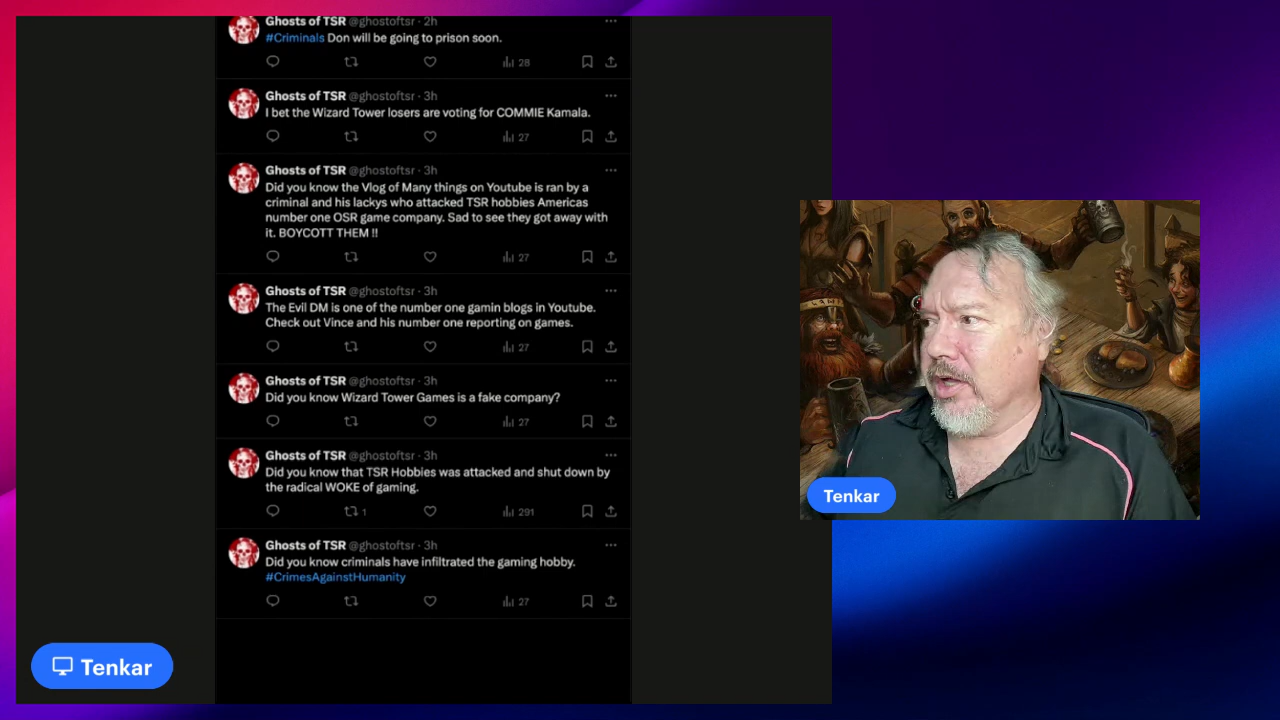 Ghosts of TSR @ghostoftsr · 2h
#Criminals Don will be going to prison soon.
28
Ghosts of TSR @ghostoftsr · 3h
I bet the Wizard Tower losers are voting for COMMIE Kamala.
27
Ghosts of TSR @ghostoftsr · 3h
Did you know the Vlog of Many things on Youtube is ran by a
criminal and his lackys who attacked TSR hobbies Americas
number one OSR game company. Sad to see they got away with
it. BOYCOTT THEM !!
27
Ghosts of TSR @ghostoftsr · 3h
The Evil DM is one of the number one gamin blogs in Youtube.
Check out Vince and his number one reporting on games.
27
Ghosts of TSR @ghostoftsr · 3h
Did you know Wizard Tower Games is a fake company?
27
Ghosts of TSR @ghostoftsr · 3h
Did you know that TSR Hobbies was attacked and shut down by
the radical WOKE of gaming.
1 291
Ghosts of TSR @ghostoftsr · 3h
Did you know criminals have infiltrated the gaming hobby.
#CrimesAgainstHumanity
27
Tenkar
Tenkar